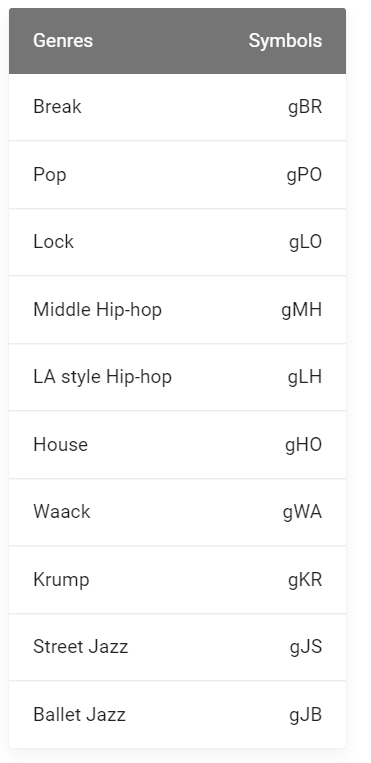 Genres Symbols
Break gBR
Pop gPO
Lock gLO
Middle Hip-hop gMH
LA style Hip-hop gLH
House gHO
Waack gWA
Krump gKR
Street Jazz gJS
Ballet Jazz gJB